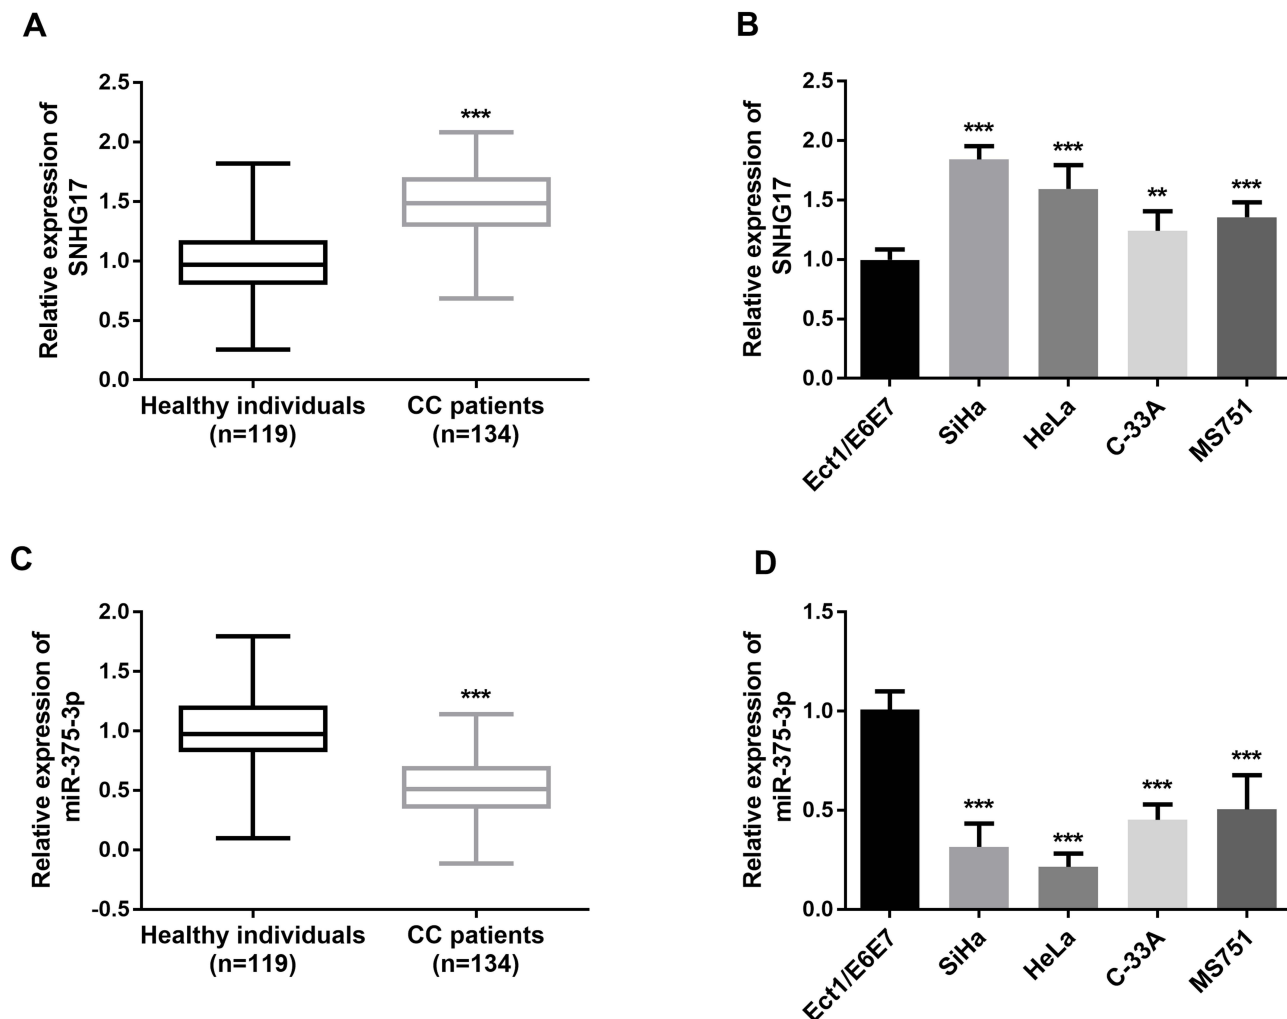 A
Relative expression of
SNHG17
2.5
2.0
1.5
1.0
0.5
0.0
***
Healthy individuals
(n=119)
CC patients
(n=134)
B
Relative expression of
SNHG17
2.5
2.0
1.5
1.0
0.5
0.0
***
***
**
***
Ect1/E6E7
SiHa
HeLa
C-33A
MS751
C
Relative expression of
miR-375-3p
2.0
1.5
1.0
0.5
0.0
-0.5
***
Healthy individuals
(n=119)
CC patients
(n=134)
D
Relative expression of
miR-375-3p
1.5
1.0
0.5
0.0
***
***
***
***
Ect1/E6E7
SiHa
HeLa
C-33A
MS751